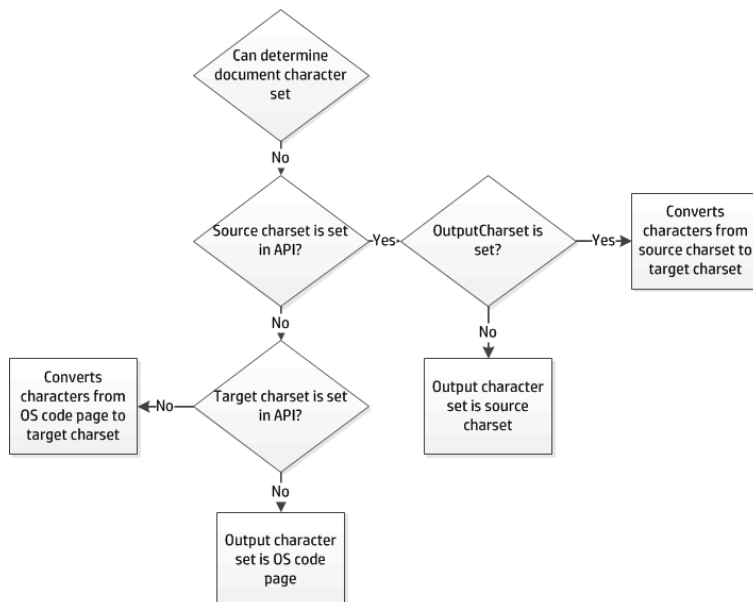 Can determine
document character
set
No
Source charset is set
in API?
Yes
OutputCharset is
set?
Yes
Converts
characters from
source charset to
target charset
No
No
Converts
characters from
OS code page to
target charset
No
Target charset is set
in API?
Output character
set is source
charset
No
Output character
set is OS code
page